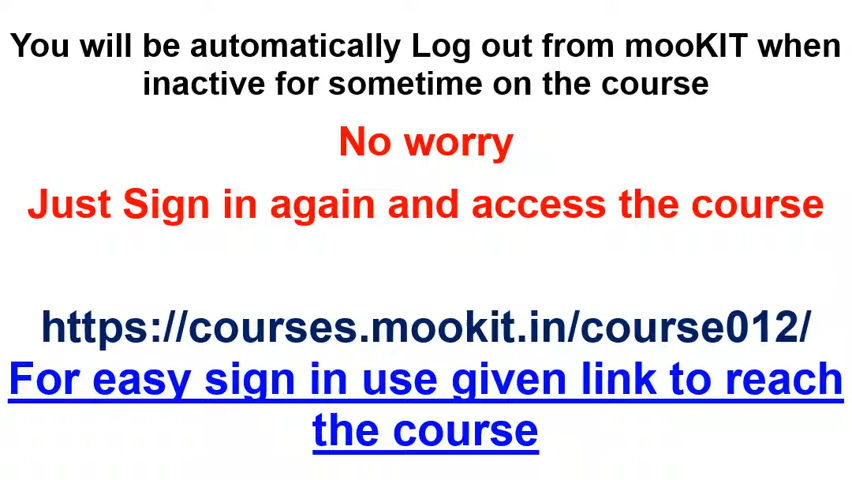 You will be automatically Log out from mooKIT when
inactive for sometime on the course
No worry
Just Sign in again and access the course
https://courses.mookit.in/course012/
For easy sign in use given link to reach
the course